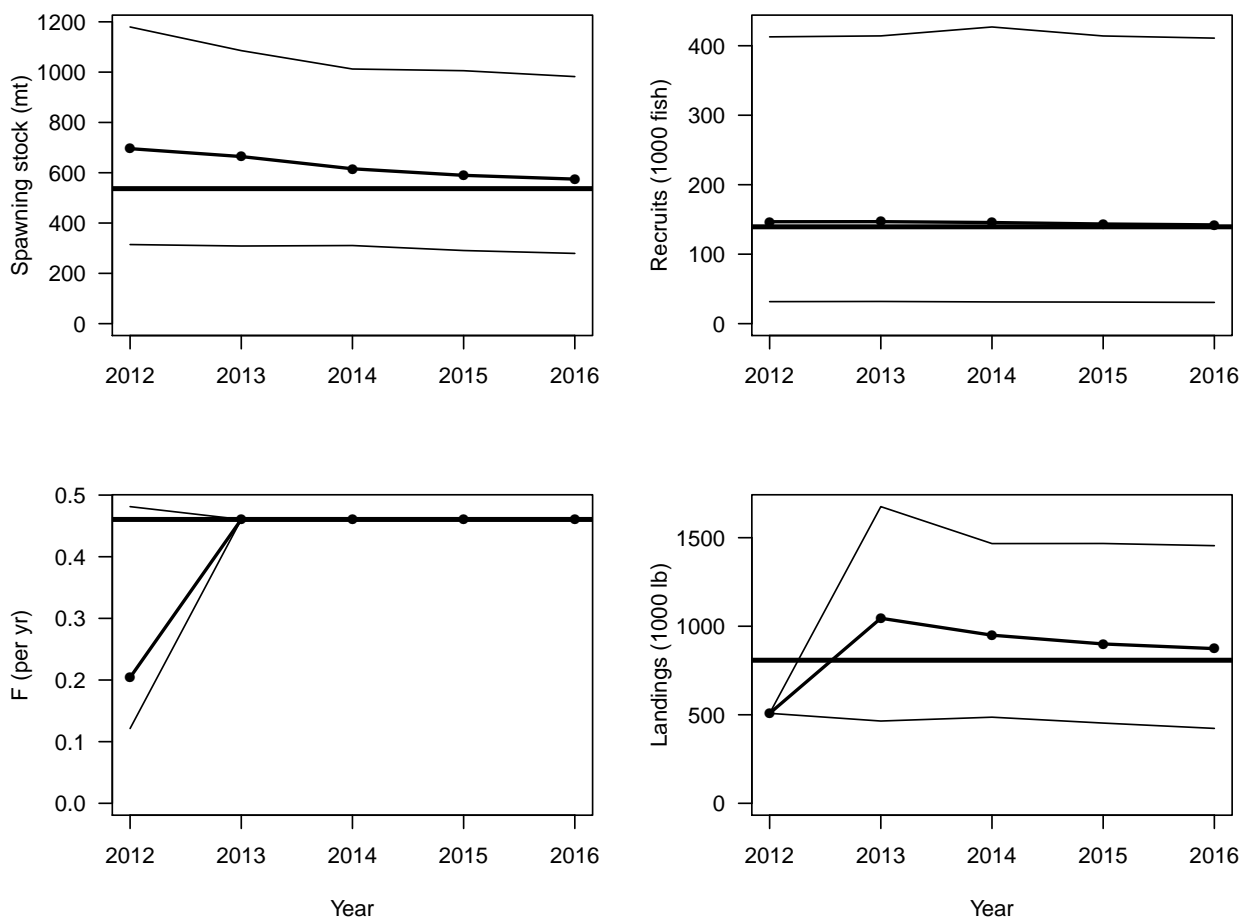 Spawning stock (mt)
1200
1000
800
600
400
200
0
2012 2013 2014 2015 2016
Recruits (1000 fish)
400
300
200
100
0
2012 2013 2014 2015 2016
F (per yr)
0.5
0.4
0.3
0.2
0.1
0.0
2012 2013 2014 2015 2016
Year
Landings (1000 lb)
1500
1000
500
0
2012 2013 2014 2015 2016
Year